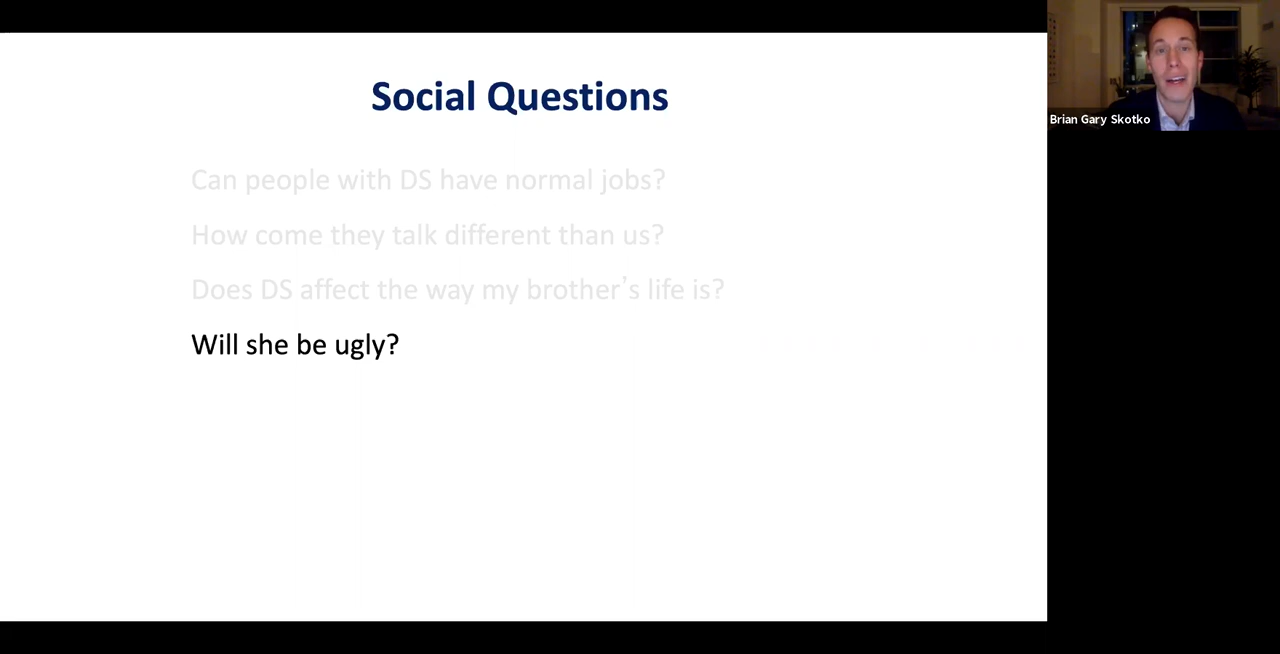 Social Questions
Brian Gary Skotko
Can people with DS have normal jobs?
How come they talk different than us?
Does DS affect the way my brother’s life is?
Will she be ugly?